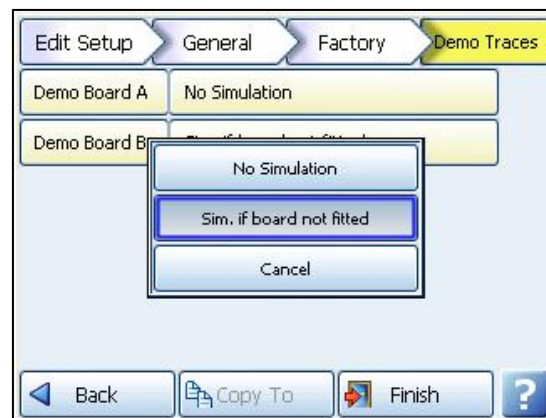 Edit Setup General Factory Demo Traces
Demo Board A No Simulation
Demo Board B
No Simulation
Sim. if board not fitted
Cancel
Back Copy To Finish ?